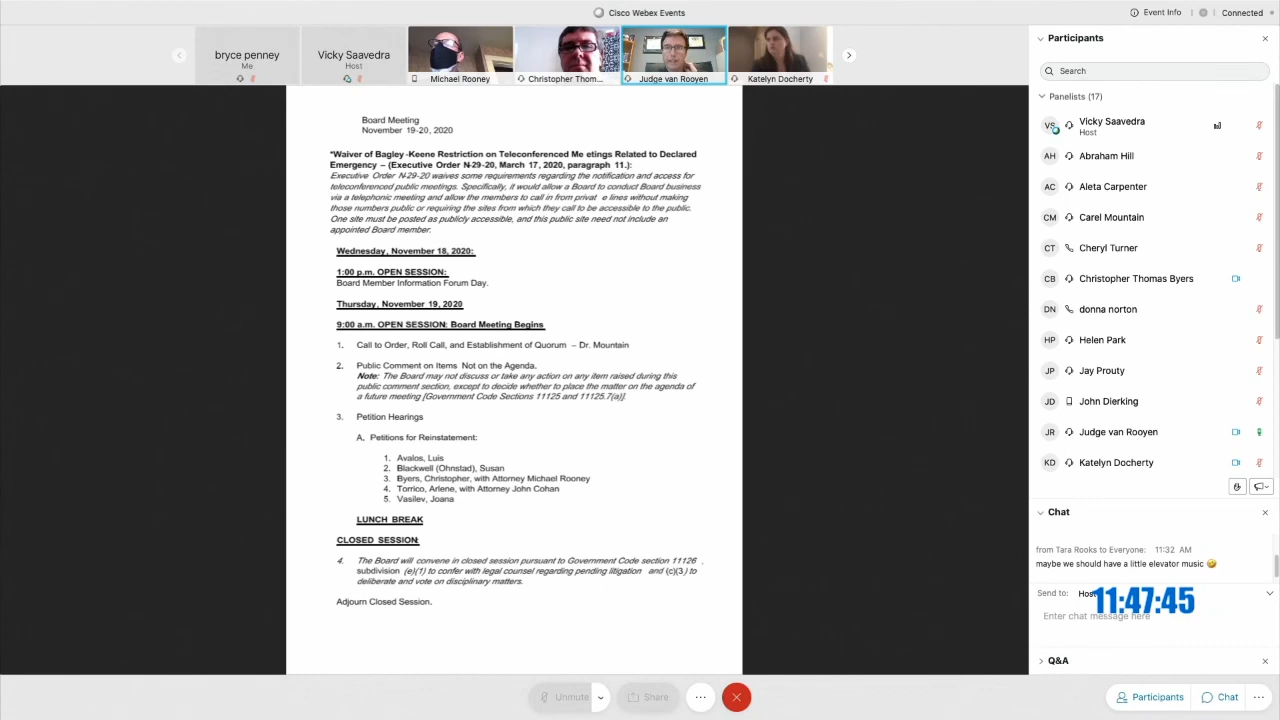 Cisco Webex Events
Event Info
Connected
bryce penney
Me
Vicky Saavedra
Host
Michael Rooney
Christopher Thom...
Judge van Rooyen
Katelyn Docherty
Board Meeting
November 19-20, 2020
*Waiver of Bagley-Keene Restriction on Teleconferenced Me etings Related to Declared
Emergency – (Executive Order N-29-20, March 17, 2020, paragraph 11.):
Executive Order N-29-20 waives some requirements regarding the notification and access for
teleconferenced public meetings. Specifically, it would allow a Board to conduct Board business
via a telephonic meeting and allow the members to call in from privat e lines without making
those numbers public or requiring the sites from which they call to be accessible to the public.
One site must be posted as publicly accessible, and this public site need not include an
appointed Board member.
Wednesday, November 18, 2020:
1:00 p.m. OPEN SESSION:
Board Member Information Forum Day.
Thursday, November 19, 2020
9:00 a.m. OPEN SESSION: Board Meeting Begins
1. Call to Order, Roll Call, and Establishment of Quorum – Dr. Mountain
2. Public Comment on Items Not on the Agenda.
Note: The Board may not discuss or take any action on any item raised during this
public comment section, except to decide whether to place the matter on the agenda of
a future meeting [Government Code Sections 11125 and 11125.7(a)].
3. Petition Hearings
A. Petitions for Reinstatement:
1. Avalos, Luis
2. Blackwell (Ohnstad), Susan
3. Byers, Christopher, with Attorney Michael Rooney
4. Torrico, Arlene, with Attorney John Cohan
5. Vasilev, Joana
LUNCH BREAK
CLOSED SESSION:
4. The Board will convene in closed session pursuant to Government Code section 11126 ,
subdivision (e)(1) to confer with legal counsel regarding pending litigation and (c)(3) to
deliberate and vote on disciplinary matters.
Adjourn Closed Session.
Participants
Search
Panelists (17)
VS Vicky Saavedra
Host
AH Abraham Hill
AC Aleta Carpenter
CM Carel Mountain
CT Cheryl Turner
CB Christopher Thomas Byers
DN donna norton
HP Helen Park
JP Jay Prouty
JD John Dierking
JR Judge van Rooyen
KD Katelyn Docherty
Chat
from Tara Rooks to Everyone: 11:32 AM
maybe we should have a little elevator music 😀
Send to: Host
11:47:45
Enter chat message here
Q&A
Unmute
Share
Participants
Chat